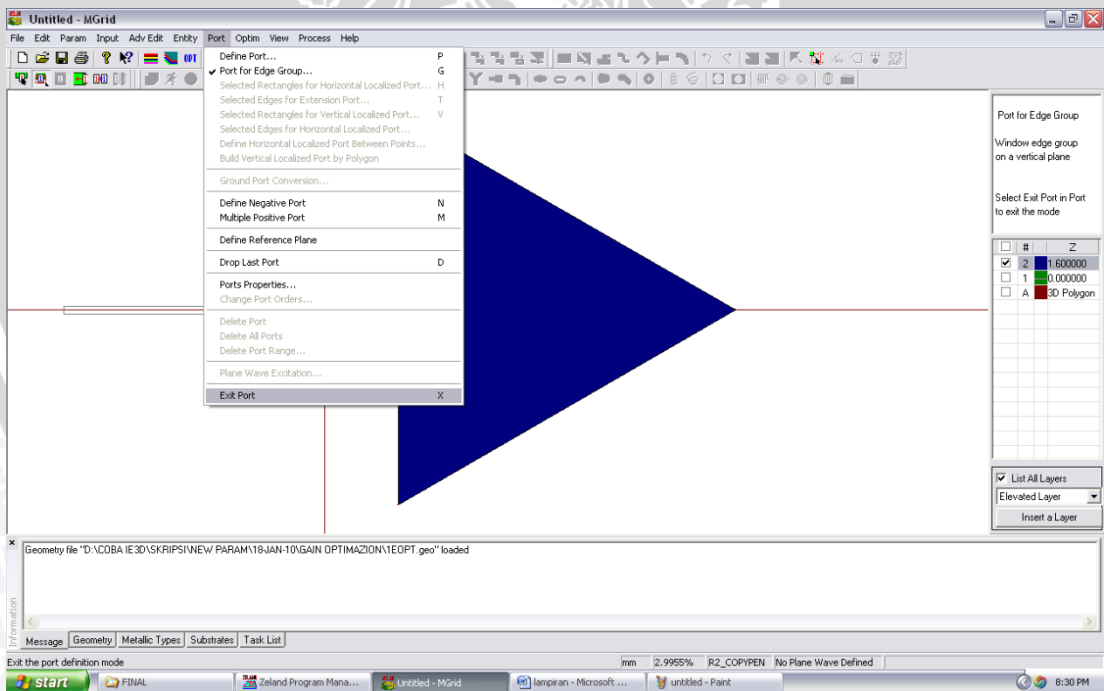 Untitled - MGrid
File Edit Param Input Adv Edit Entity Port Optim View Process Help
OPT
Define Port... P
Port for Edge Group... G
Selected Rectangles for Horizontal Localized Port... H
Selected Edges for Extension Port... T
Selected Rectangles for Vertical Localized Port... V
Selected Edges for Horizontal Localized Port...
Define Horizontal Localized Port Between Points...
Build Vertical Localized Port by Polygon
Ground Port Conversion...
Define Negative Port N
Multiple Positive Port M
Define Reference Plane
Drop Last Port D
Ports Properties...
Change Port Orders...
Delete Port
Delete All Ports
Delete Port Range...
Plane Wave Excitation...
Exit Port X
Port for Edge Group
Window edge group
on a vertical plane
Select Exit Port in Port
to exit the mode
# Z
2 1.600000
1 0.000000
A 3D Polygon
List All Layers
Elevated Layer
Insert a Layer
Geometry file "D:\COBA IE3D\SKRIPSI\NEW PARAM\18-JAN-10\GAIN OPTIMAZION\1EOPT.geo" loaded
Information
Message Geometry Metallic Types Substrates Task List
Exit the port definition mode mm 2.9955% R2_COPYPEN No Plane Wave Defined
start FINAL Zeland Program Mana... Untitled - MGrid lampiran - Microsoft ... untitled - Paint 8:30 PM